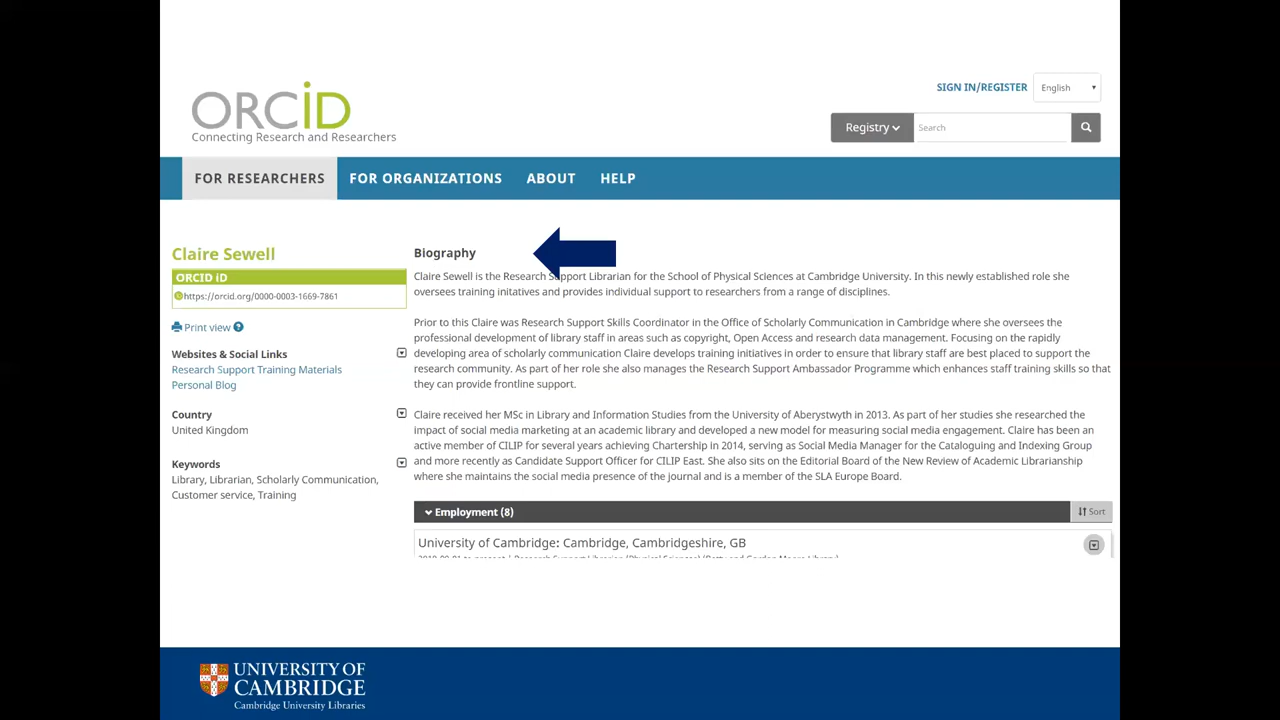 ORCID
Connecting Research and Researchers
SIGN IN/REGISTER
English
Registry
Search
FOR RESEARCHERS
FOR ORGANIZATIONS
ABOUT
HELP
Claire Sewell
ORCID iD
https://orcid.org/0000-0003-1669-7861
Print view
Websites & Social Links
Research Support Training Materials
Personal Blog
Country
United Kingdom
Keywords
Library, Librarian, Scholarly Communication,
Customer service, Training
Biography
Claire Sewell is the Research Support Librarian for the School of Physical Sciences at Cambridge University. In this newly established role she
oversees training initatives and provides individual support to researchers from a range of disciplines.
Prior to this Claire was Research Support Skills Coordinator in the Office of Scholarly Communication in Cambridge where she oversees the
professional development of library staff in areas such as copyright, Open Access and research data management. Focusing on the rapidly
developing area of scholarly communication Claire develops training initiatives in order to ensure that library staff are best placed to support the
research community. As part of her role she also manages the Research Support Ambassador Programme which enhances staff training skills so that
they can provide frontline support.
Claire received her MSc in Library and Information Studies from the University of Aberystwyth in 2013. As part of her studies she researched the
impact of social media marketing at an academic library and developed a new model for measuring social media engagement. Claire has been an
active member of CILIP for several years achieving Chartership in 2014, serving as Social Media Manager for the Cataloguing and Indexing Group
and more recently as Candidate Support Officer for CILIP East. She also sits on the Editorial Board of the New Review of Academic Librarianship
where she maintains the social media presence of the journal and is a member of the SLA Europe Board.
Employment (8)
Sort
University of Cambridge: Cambridge, Cambridgeshire, GB
UNIVERSITY OF
CAMBRIDGE
Cambridge University Libraries